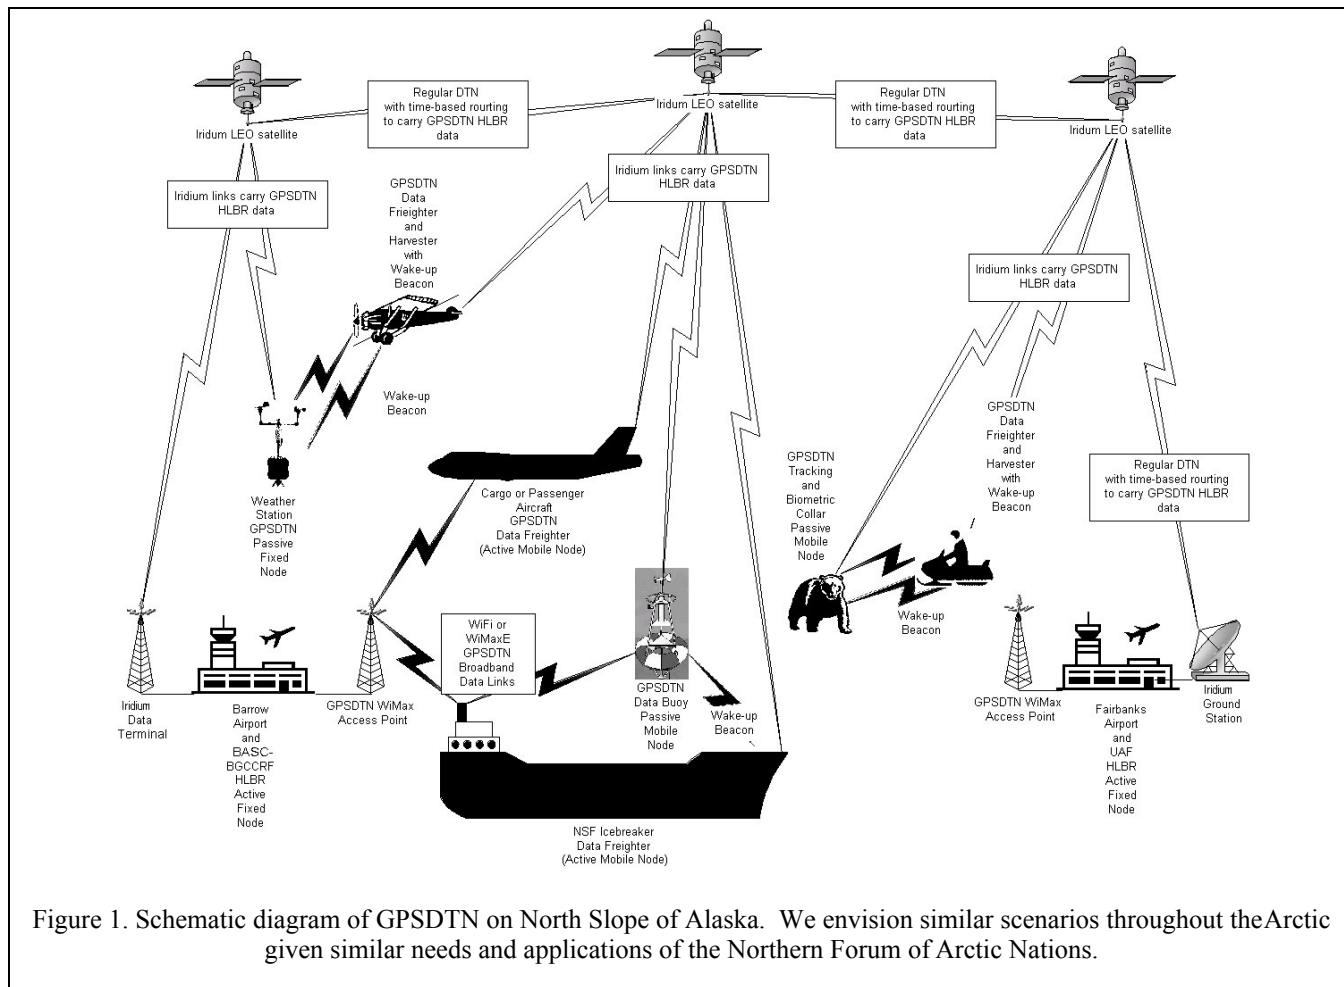 Regular DTN
with time-based rourting
to carry GPSDTN HLBR
data
Regular DTN
with time-based rourting
to carry GPSDTN HLBR
data
Iridum LEO satellite
Iridum LEO satellite
Iridum LEO satellite
Iridium links carry GPSDTN
HLBR data
Iridium links carry GPSDTN
HLBR data
Iridium links carry GPSDTN
HLBR data
GPSDTN
Data
Frieighter
and
Harvester
with
Wake-up
Beacon
Wake-up
Beacon
GPSDTN
Data
Frieighter
and
Harvester
with
Wake-up
Beacon
GPSDTN
Tracking
and
Biometric
Collar
Passive
Mobile
Node
Regular DTN
with time-based rourting
to carry GPSDTN HLBR
data
Weather
Station
GPSDTN
Passive
Fixed
Node
Cargo or Passenger
Aircraft
GPSDTN
Data Freighter
(Active Mobile Node)
WiFi or
WiMaxE
GPSDTN
Broadband
Data Links
Wake-up
Beacon
Iridium
Data
Terminal
Barrow
Airport
and
BASC-
BGCCRF
HLBR
Active
Fixed
Node
GPSDTN WiMax
Access Point
GPSDTN
Data Buoy
Passive
Mobile
Node
Wake-up
Beacon
GPSDTN WiMax
Access Point
Fairbanks
Airport
and
UAF
HLBR
Active
Fixed
Node
Iridium
Ground
Station
NSF Icebreaker
Data Freighter
(Active Mobile Node)
Figure 1. Schematic diagram of GPSDTN on North Slope of Alaska.  We envision similar scenarios throughout theArctic
given similar needs and applications of the Northern Forum of Arctic Nations.